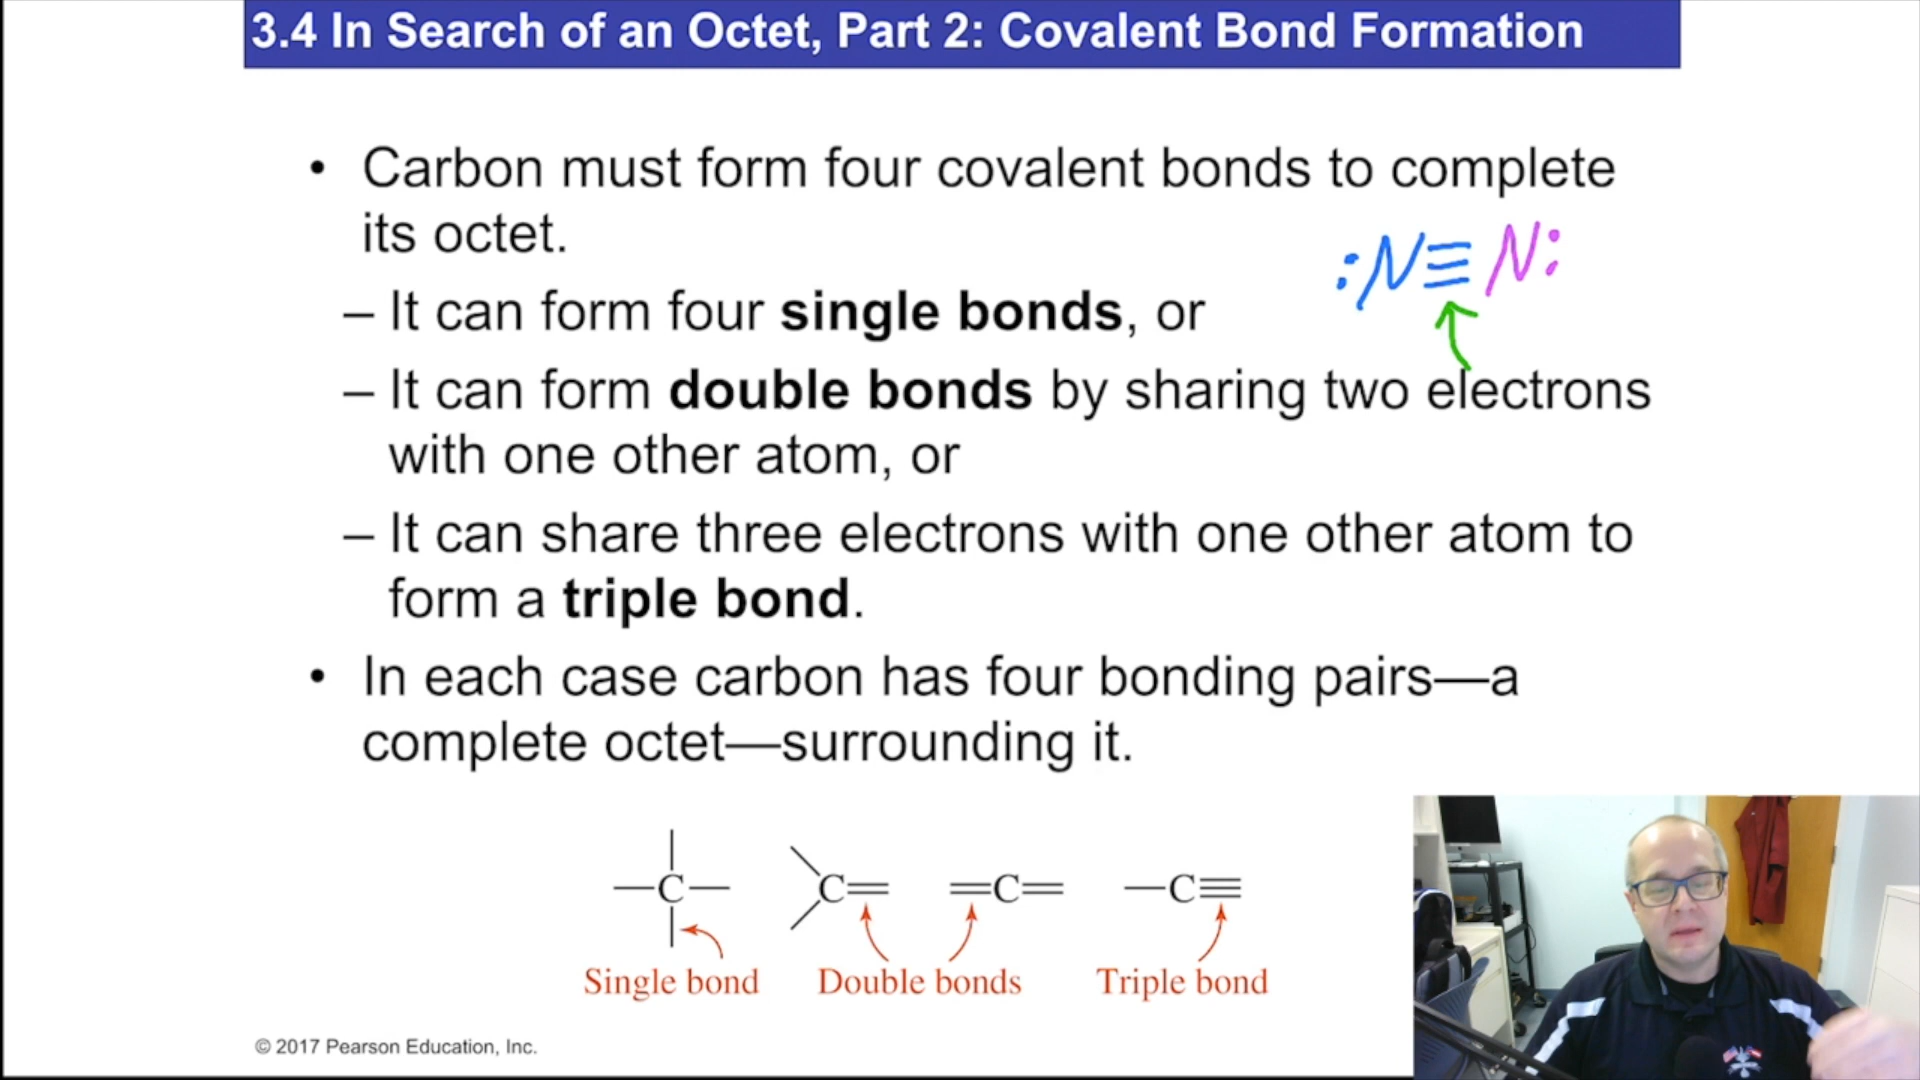 3.4 In Search of an Octet, Part 2: Covalent Bond Formation
• Carbon must form four covalent bonds to complete
its octet.
:N≡N:
– It can form four single bonds, or
– It can form double bonds by sharing two electrons
with one other atom, or
– It can share three electrons with one other atom to
form a triple bond.
• In each case carbon has four bonding pairs—a
complete octet—surrounding it.
—C— C= =C= —C≡
Single bond Double bonds Triple bond
© 2017 Pearson Education, Inc.